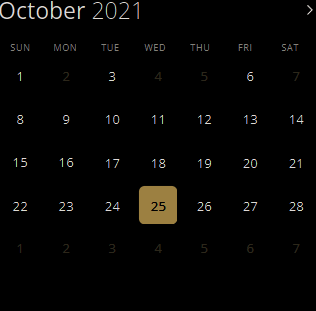 October 2021 >
SUN MON TUE WED THU FRI SAT
1 2 3 4 5 6 7
8 9 10 11 12 13 14
15 16 17 18 19 20 21
22 23 24 25 26 27 28
1 2 3 4 5 6 7